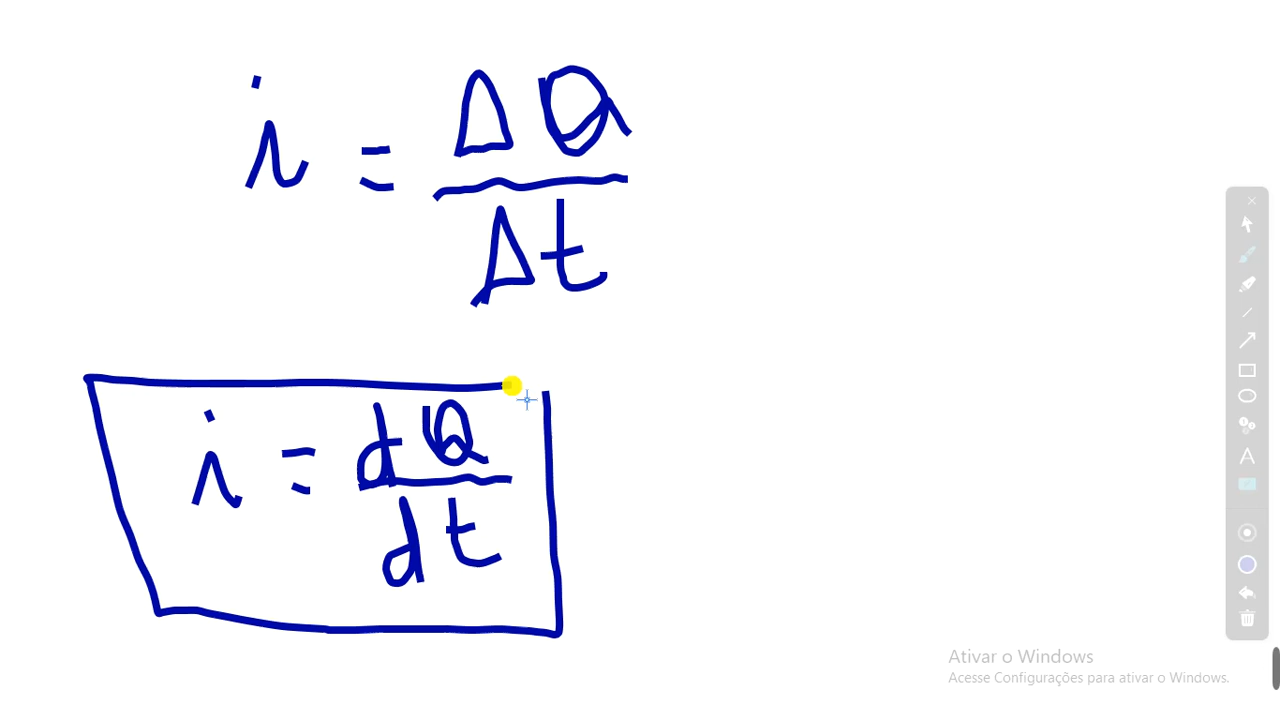 i = ΔQ
Δt
i = dQ
dt
Ativar o Windows
Acesse Configurações para ativar o Windows.